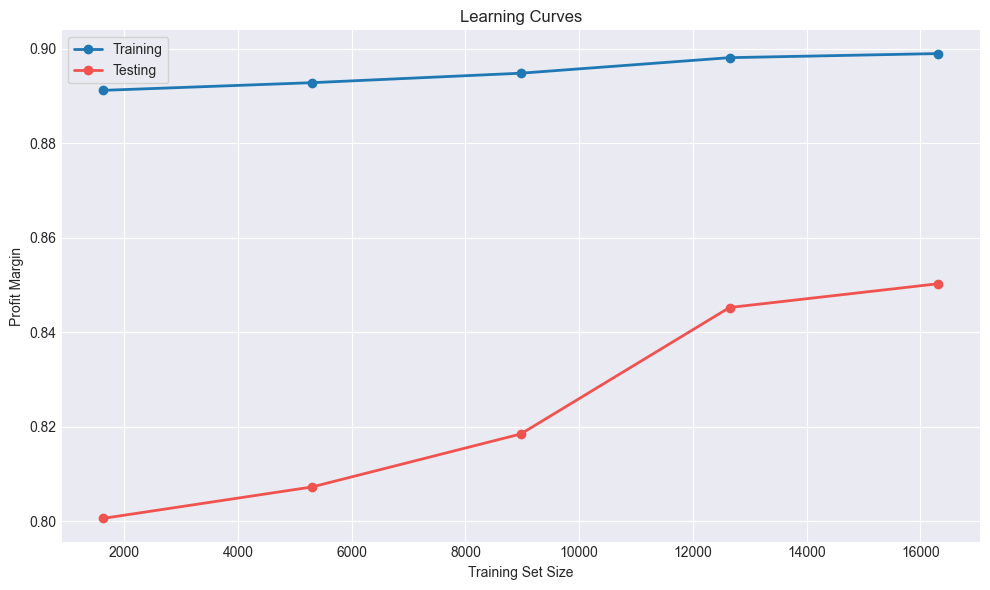 Learning Curves
Training
Testing
Profit Margin
0.90
0.88
0.86
0.84
0.82
0.80
2000 4000 6000 8000 10000 12000 14000 16000
Training Set Size